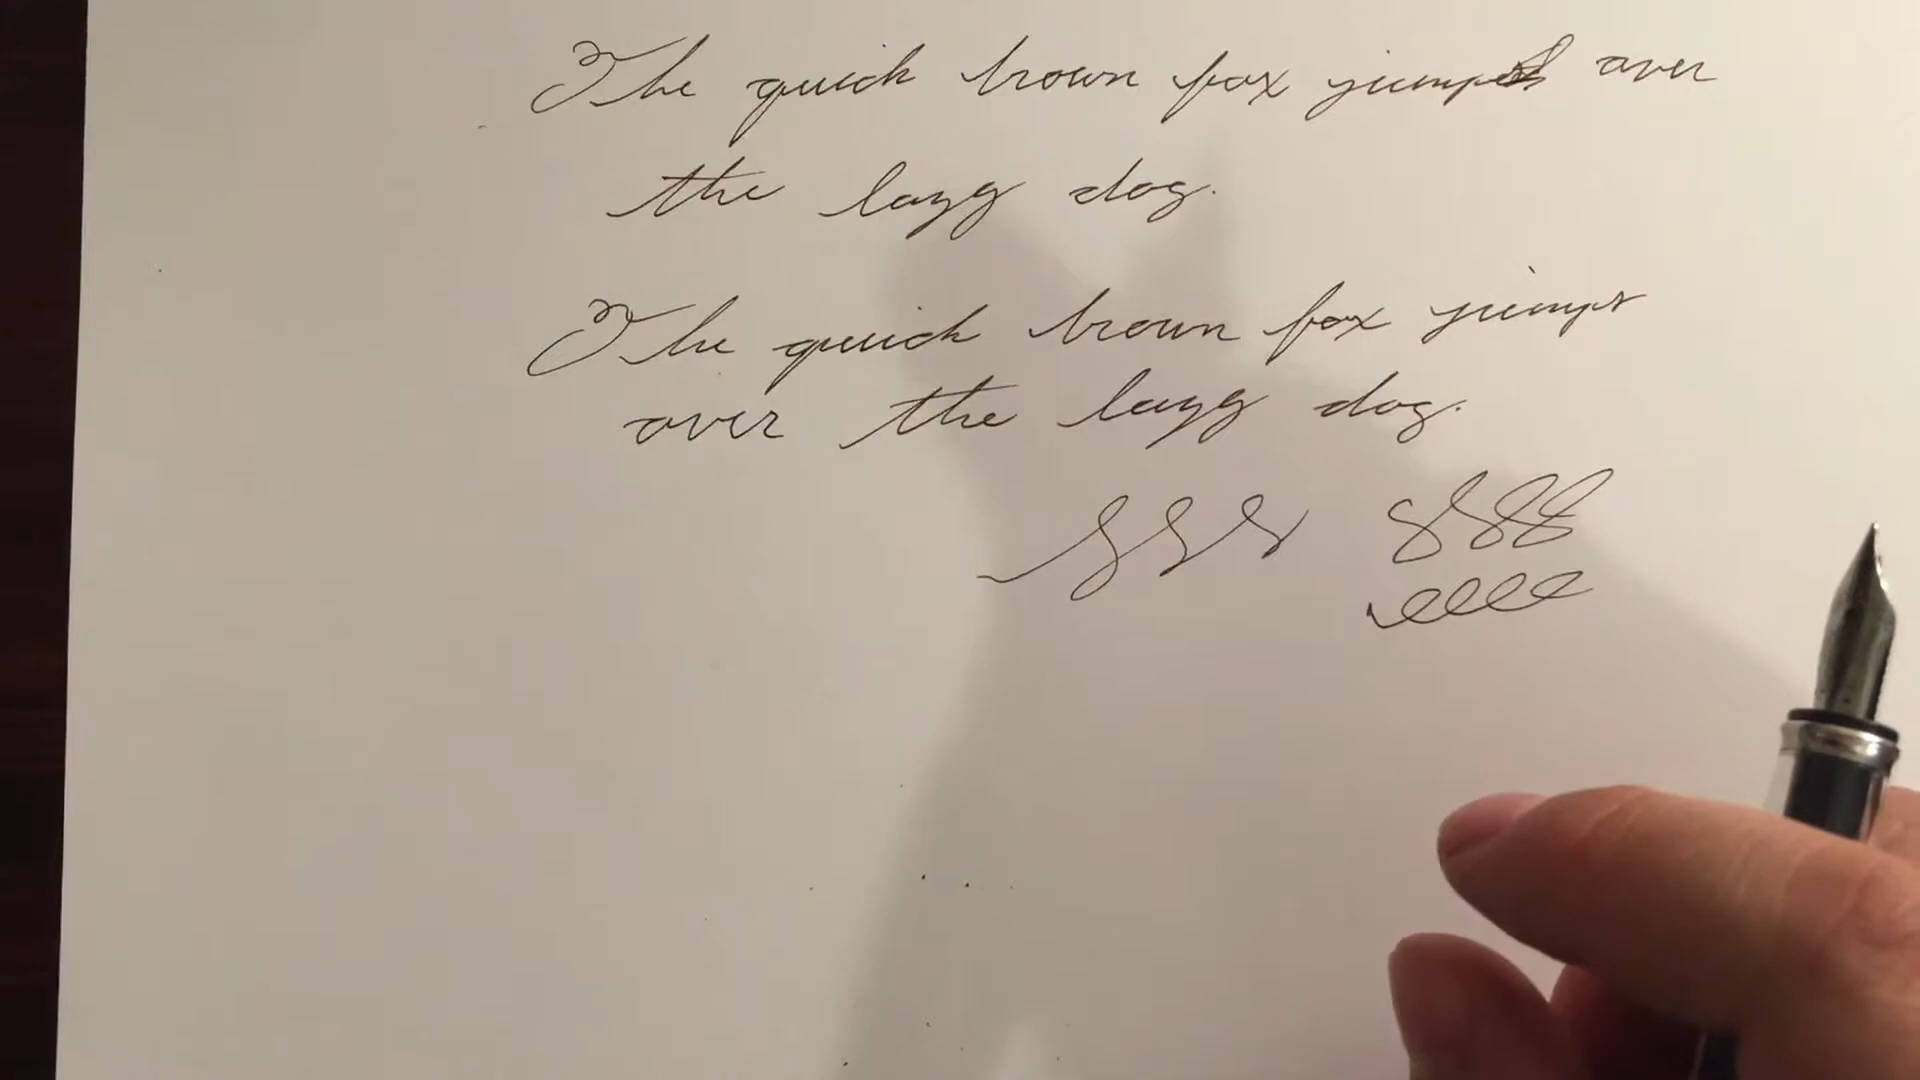 The quick brown fox jumps over
the lazy dog.
The quick brown fox jumps
over the lazy dog.